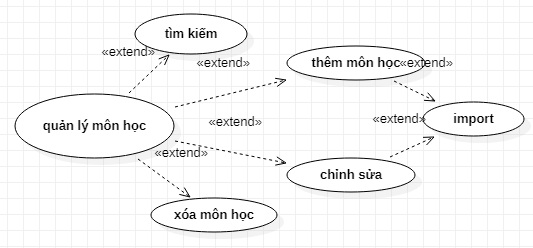 tìm kiếm
«extend»
«extend»
thêm môn học
«extend»
quản lý môn học
«extend»
«extend»
import
«extend»
chỉnh sửa
xóa môn học